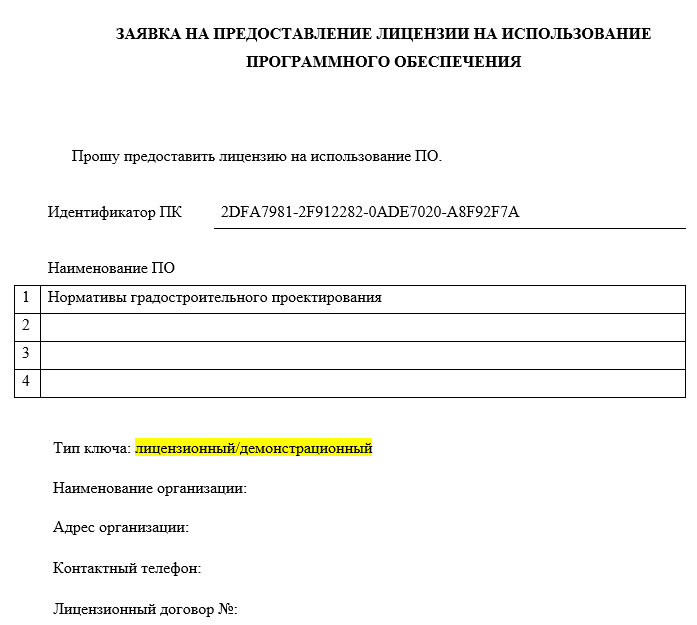 ЗАЯВКА НА ПРЕДОСТАВЛЕНИЕ ЛИЦЕНЗИИ НА ИСПОЛЬЗОВАНИЕ
ПРОГРАММНОГО ОБЕСПЕЧЕНИЯ
Прошу предоставить лицензию на использование ПО.
Идентификатор ПК 2DFA7981-2F912282-0ADE7020-A8F92F7A
Наименование ПО
1 Нормативы градостроительного проектирования
2
3
4
Тип ключа: лицензионный/демонстрационный
Наименование организации:
Адрес организации:
Контактный телефон:
Лицензионный договор №: